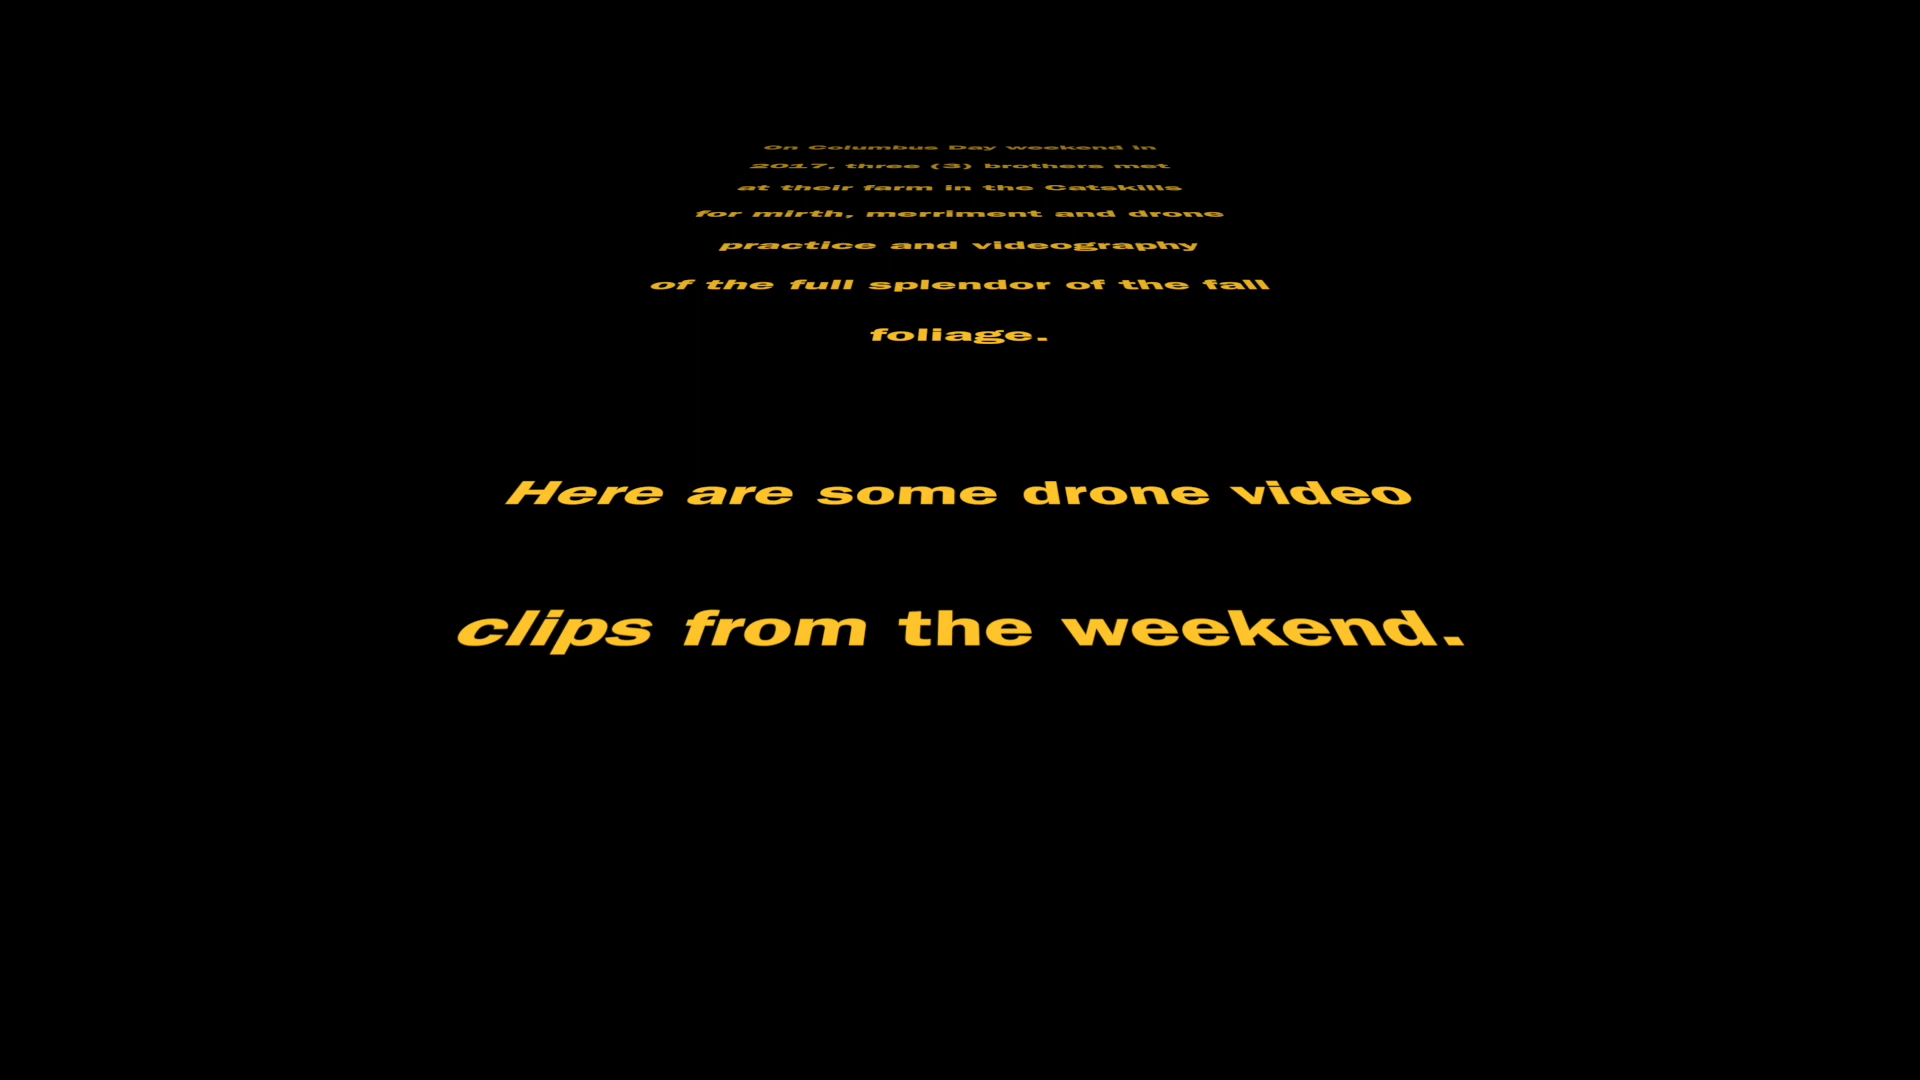 On Columbus Day weekend in
2017, three (3) brothers met
at their farm in the Catskills
for mirth, merriment and drone
practice and videography
of the full splendor of the fall
foliage.
Here are some drone video
clips from the weekend.